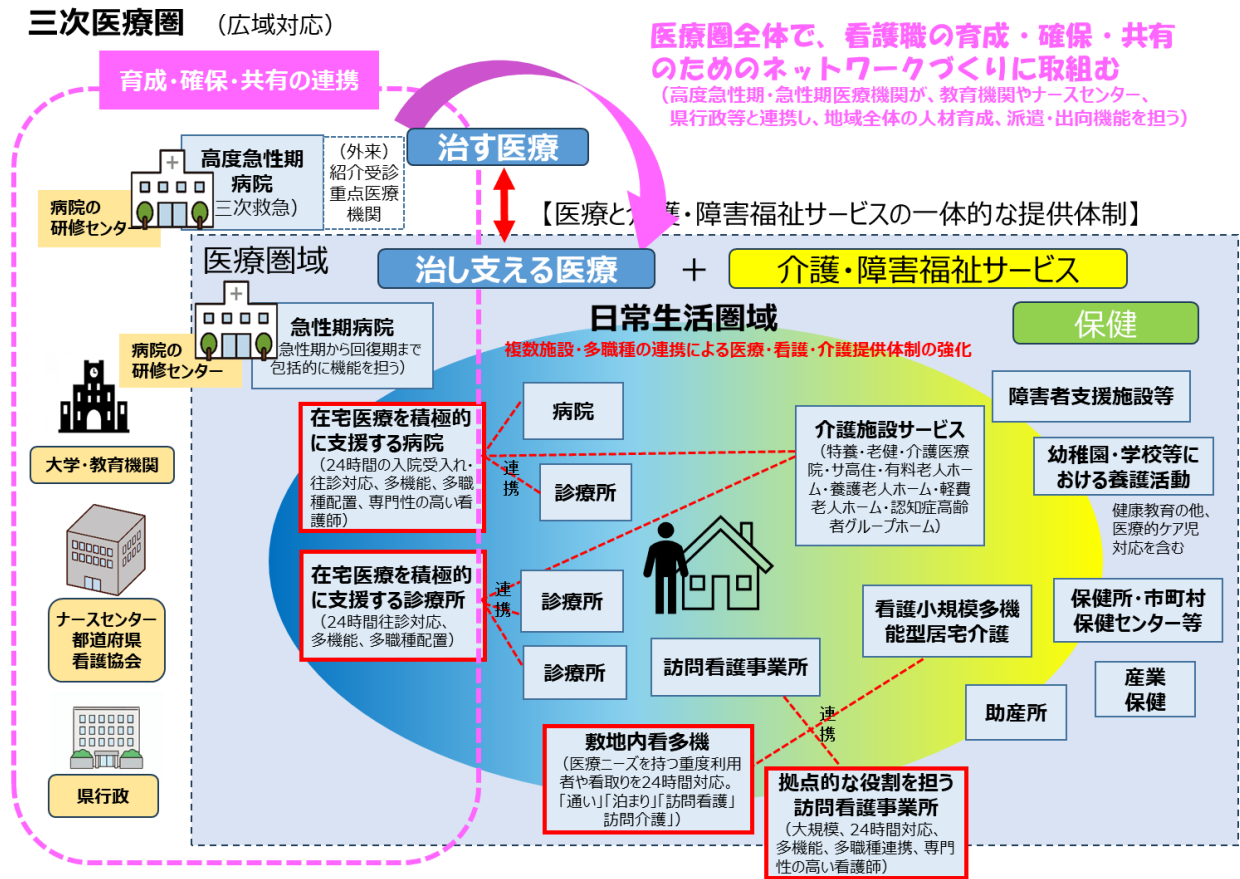 三次医療圏 (広域対応)
育成・確保・共有の連携
医療圏全体で、看護職の育成・確保・共有
のためのネットワークづくりに取組む
(高度急性期・急性期医療機関が、教育機関やナースセンター、
県行政等と連携し、地域全体の人材育成、派遣・出向機能を担う)
治す医療
高度急性期
病院
三次救急)
(外来)
紹介受診
重点医療
機関
病院の
研修センター
【医療と介護・障害福祉サービスの一体的な提供体制】
医療圏域
治し支える医療
+
介護・障害福祉サービス
急性期病院
急性期から回復期まで
包括的に機能を担う)
病院の
研修センター
日常生活圏域
複数施設・多職種の連携による医療・看護・介護提供体制の強化
保健
大学・教育機関
ナースセンター
都道府県
看護協会
県行政
在宅医療を積極的
に支援する病院
(24時間の入院受入れ・
往診対応、多機能、多職
種配置、専門性の高い看
護師)
連携
病院
診療所
在宅医療を積極的
に支援する診療所
(24時間往診対応、
多機能、多職種配置)
連携
診療所
診療所
介護施設サービス
(特養・老健・介護医療
院・サ高住・有料老人ホー
ム・養護老人ホーム・軽費
老人ホーム・認知症高齢
者グループホーム)
障害者支援施設等
幼稚園・学校等に
おける養護活動
健康教育の他、
医療的ケア児
対応を含む
看護小規模多機
能型居宅介護
保健所・市町村
保健センター等
訪問看護事業所
産業
保健
助産所
連携
敷地内看多機
(医療ニーズを持つ重度利用
者や看取りを24時間対応。
「通い」「泊まり」「訪問看護」
訪問介護」)
拠点的な役割を担う
訪問看護事業所
(大規模、24時間対応、
多機能、多職種連携、専門
性の高い看護師)